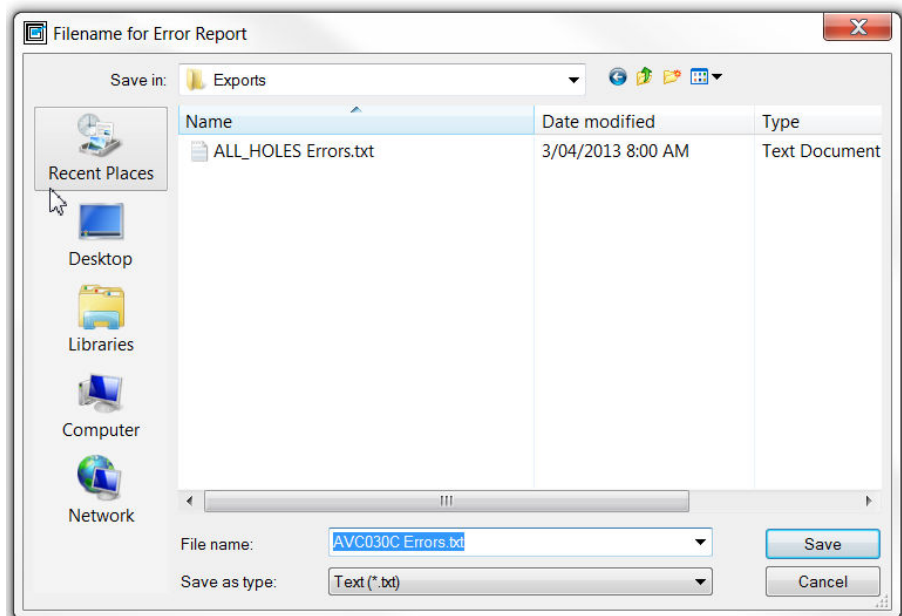 Filename for Error Report
Save in:
Exports
Name
Date modified
Type
ALL_HOLES Errors.txt
3/04/2013 8:00 AM
Text Document
Recent Places
Desktop
Libraries
Computer
Network
File name:
AVC030C Errors.txt
Save
Save as type:
Text (*.txt)
Cancel